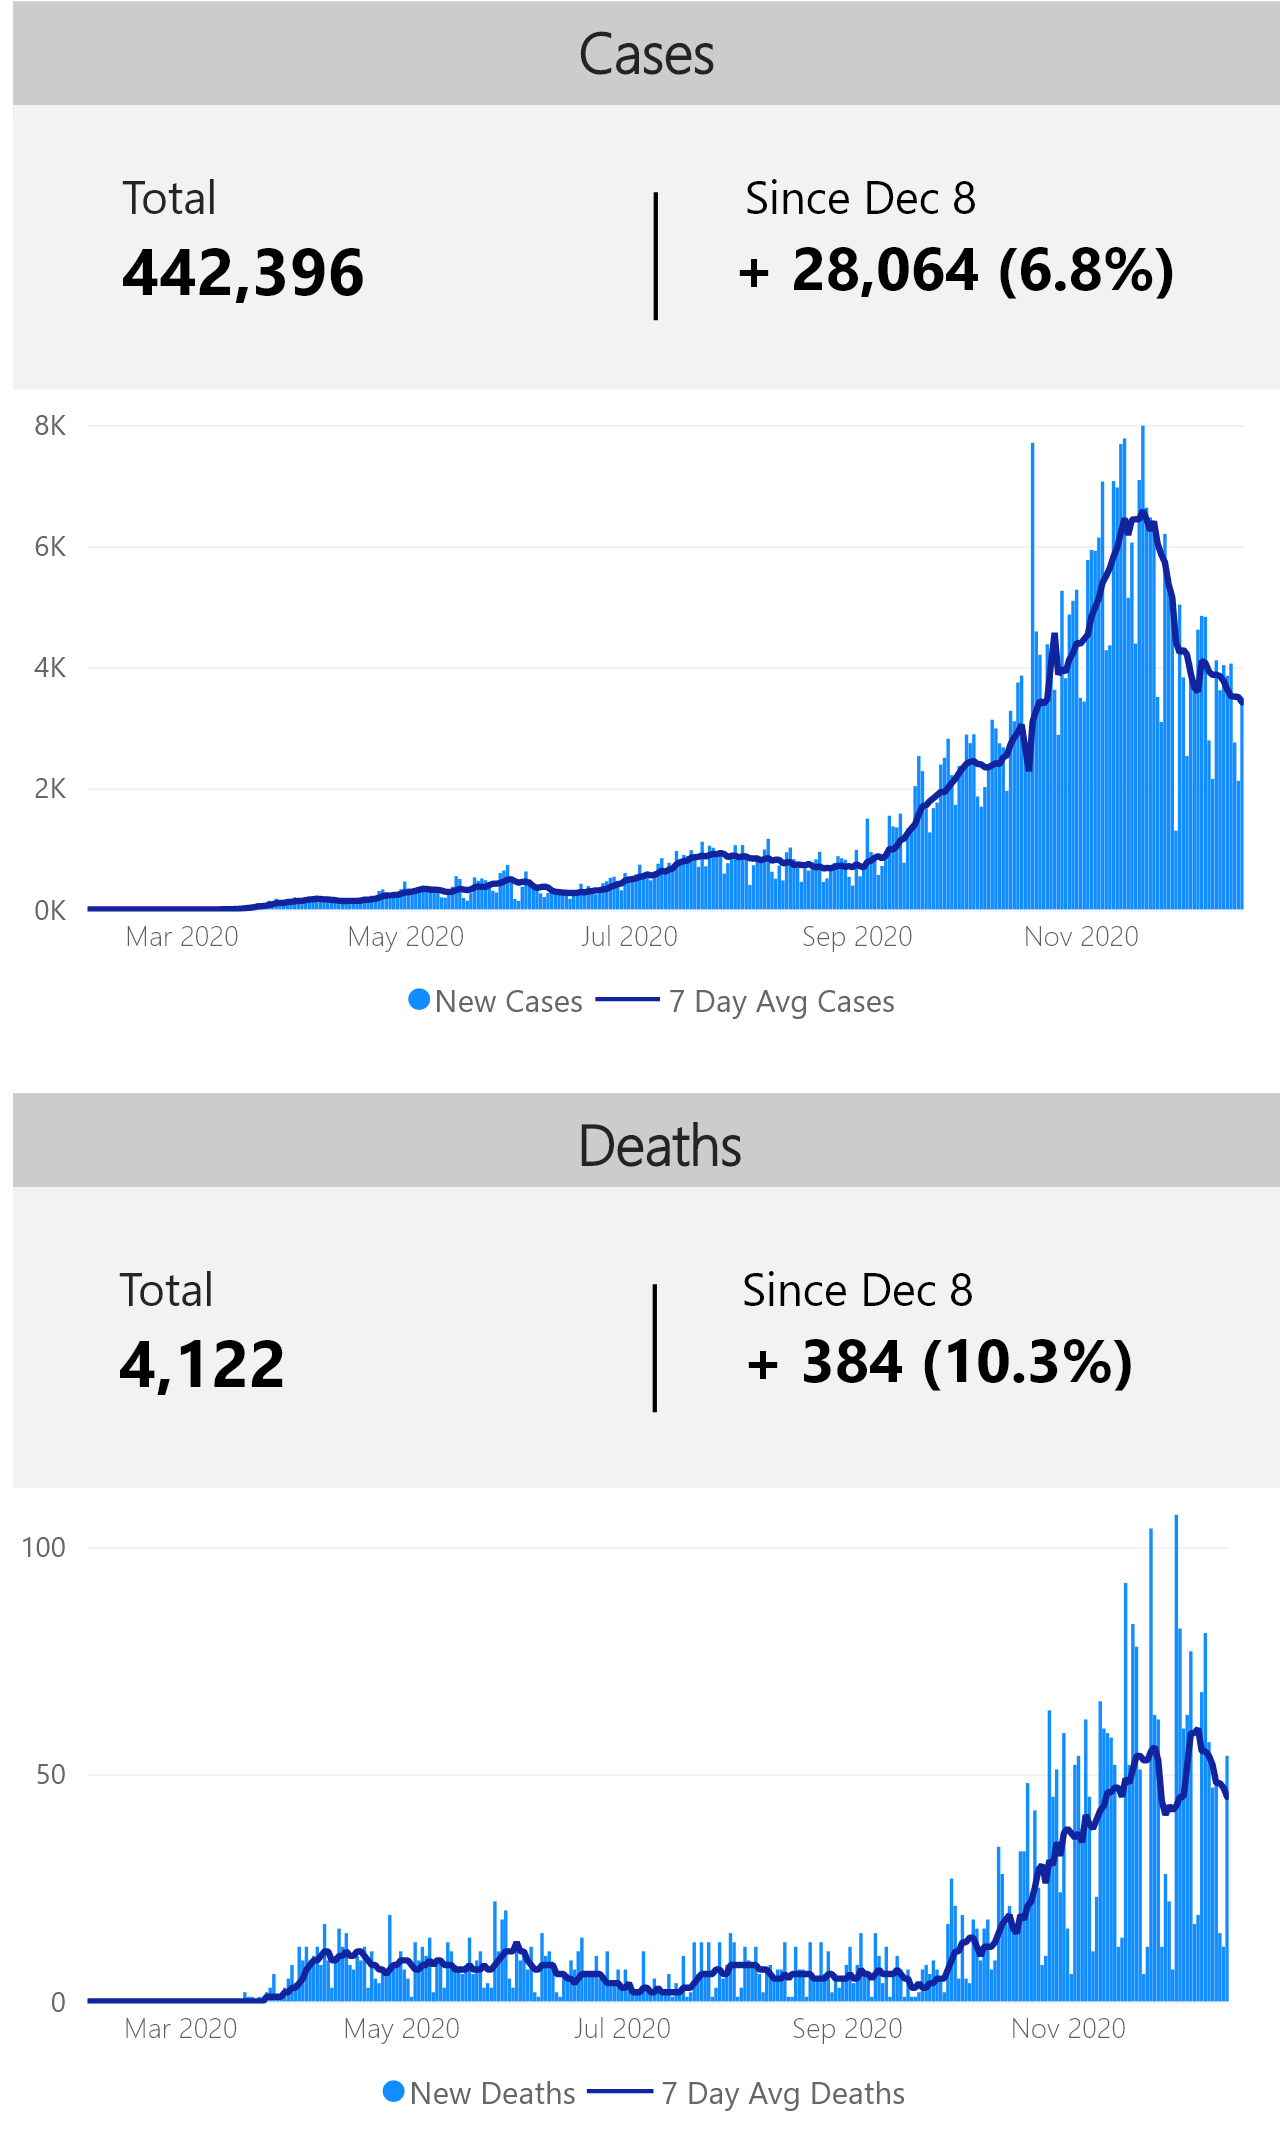 Cases
Total
Since Dec 8
442,396
+ 28,064 (6.8%)
8K
6K
4K
2K
0K
Mar 2020 May 2020 Jul 2020 Sep 2020 Nov 2020
New Cases 7 Day Avg Cases
Deaths
Total
Since Dec 8
4,122
+ 384 (10.3%)
100
50
0
Mar 2020 May 2020 Jul 2020 Sep 2020 Nov 2020
New Deaths 7 Day Avg Deaths